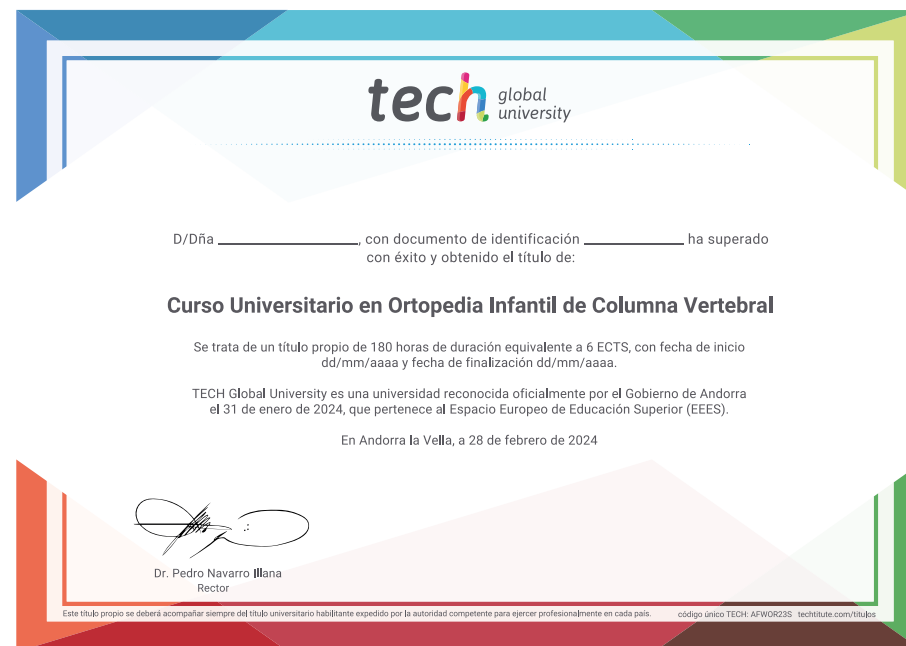 tech global university
D/Dña ____________________, con documento de identificación ______________ ha superado
con éxito y obtenido el título de:
Curso Universitario en Ortopedia Infantil de Columna Vertebral
Se trata de un título propio de 180 horas de duración equivalente a 6 ECTS, con fecha de inicio
dd/mm/aaaa y fecha de finalización dd/mm/aaaa.
TECH Global University es una universidad reconocida oficialmente por el Gobierno de Andorra
el 31 de enero de 2024, que pertenece al Espacio Europeo de Educación Superior (EEES).
En Andorra la Vella, a 28 de febrero de 2024
Dr. Pedro Navarro Illana
Rector
Este título propio se deberá acompañar siempre del título universitario habilitante expedido por la autoridad competente para ejercer profesionalmente en cada país. código único TECH: AFWOR23S techtitute.com/titulos